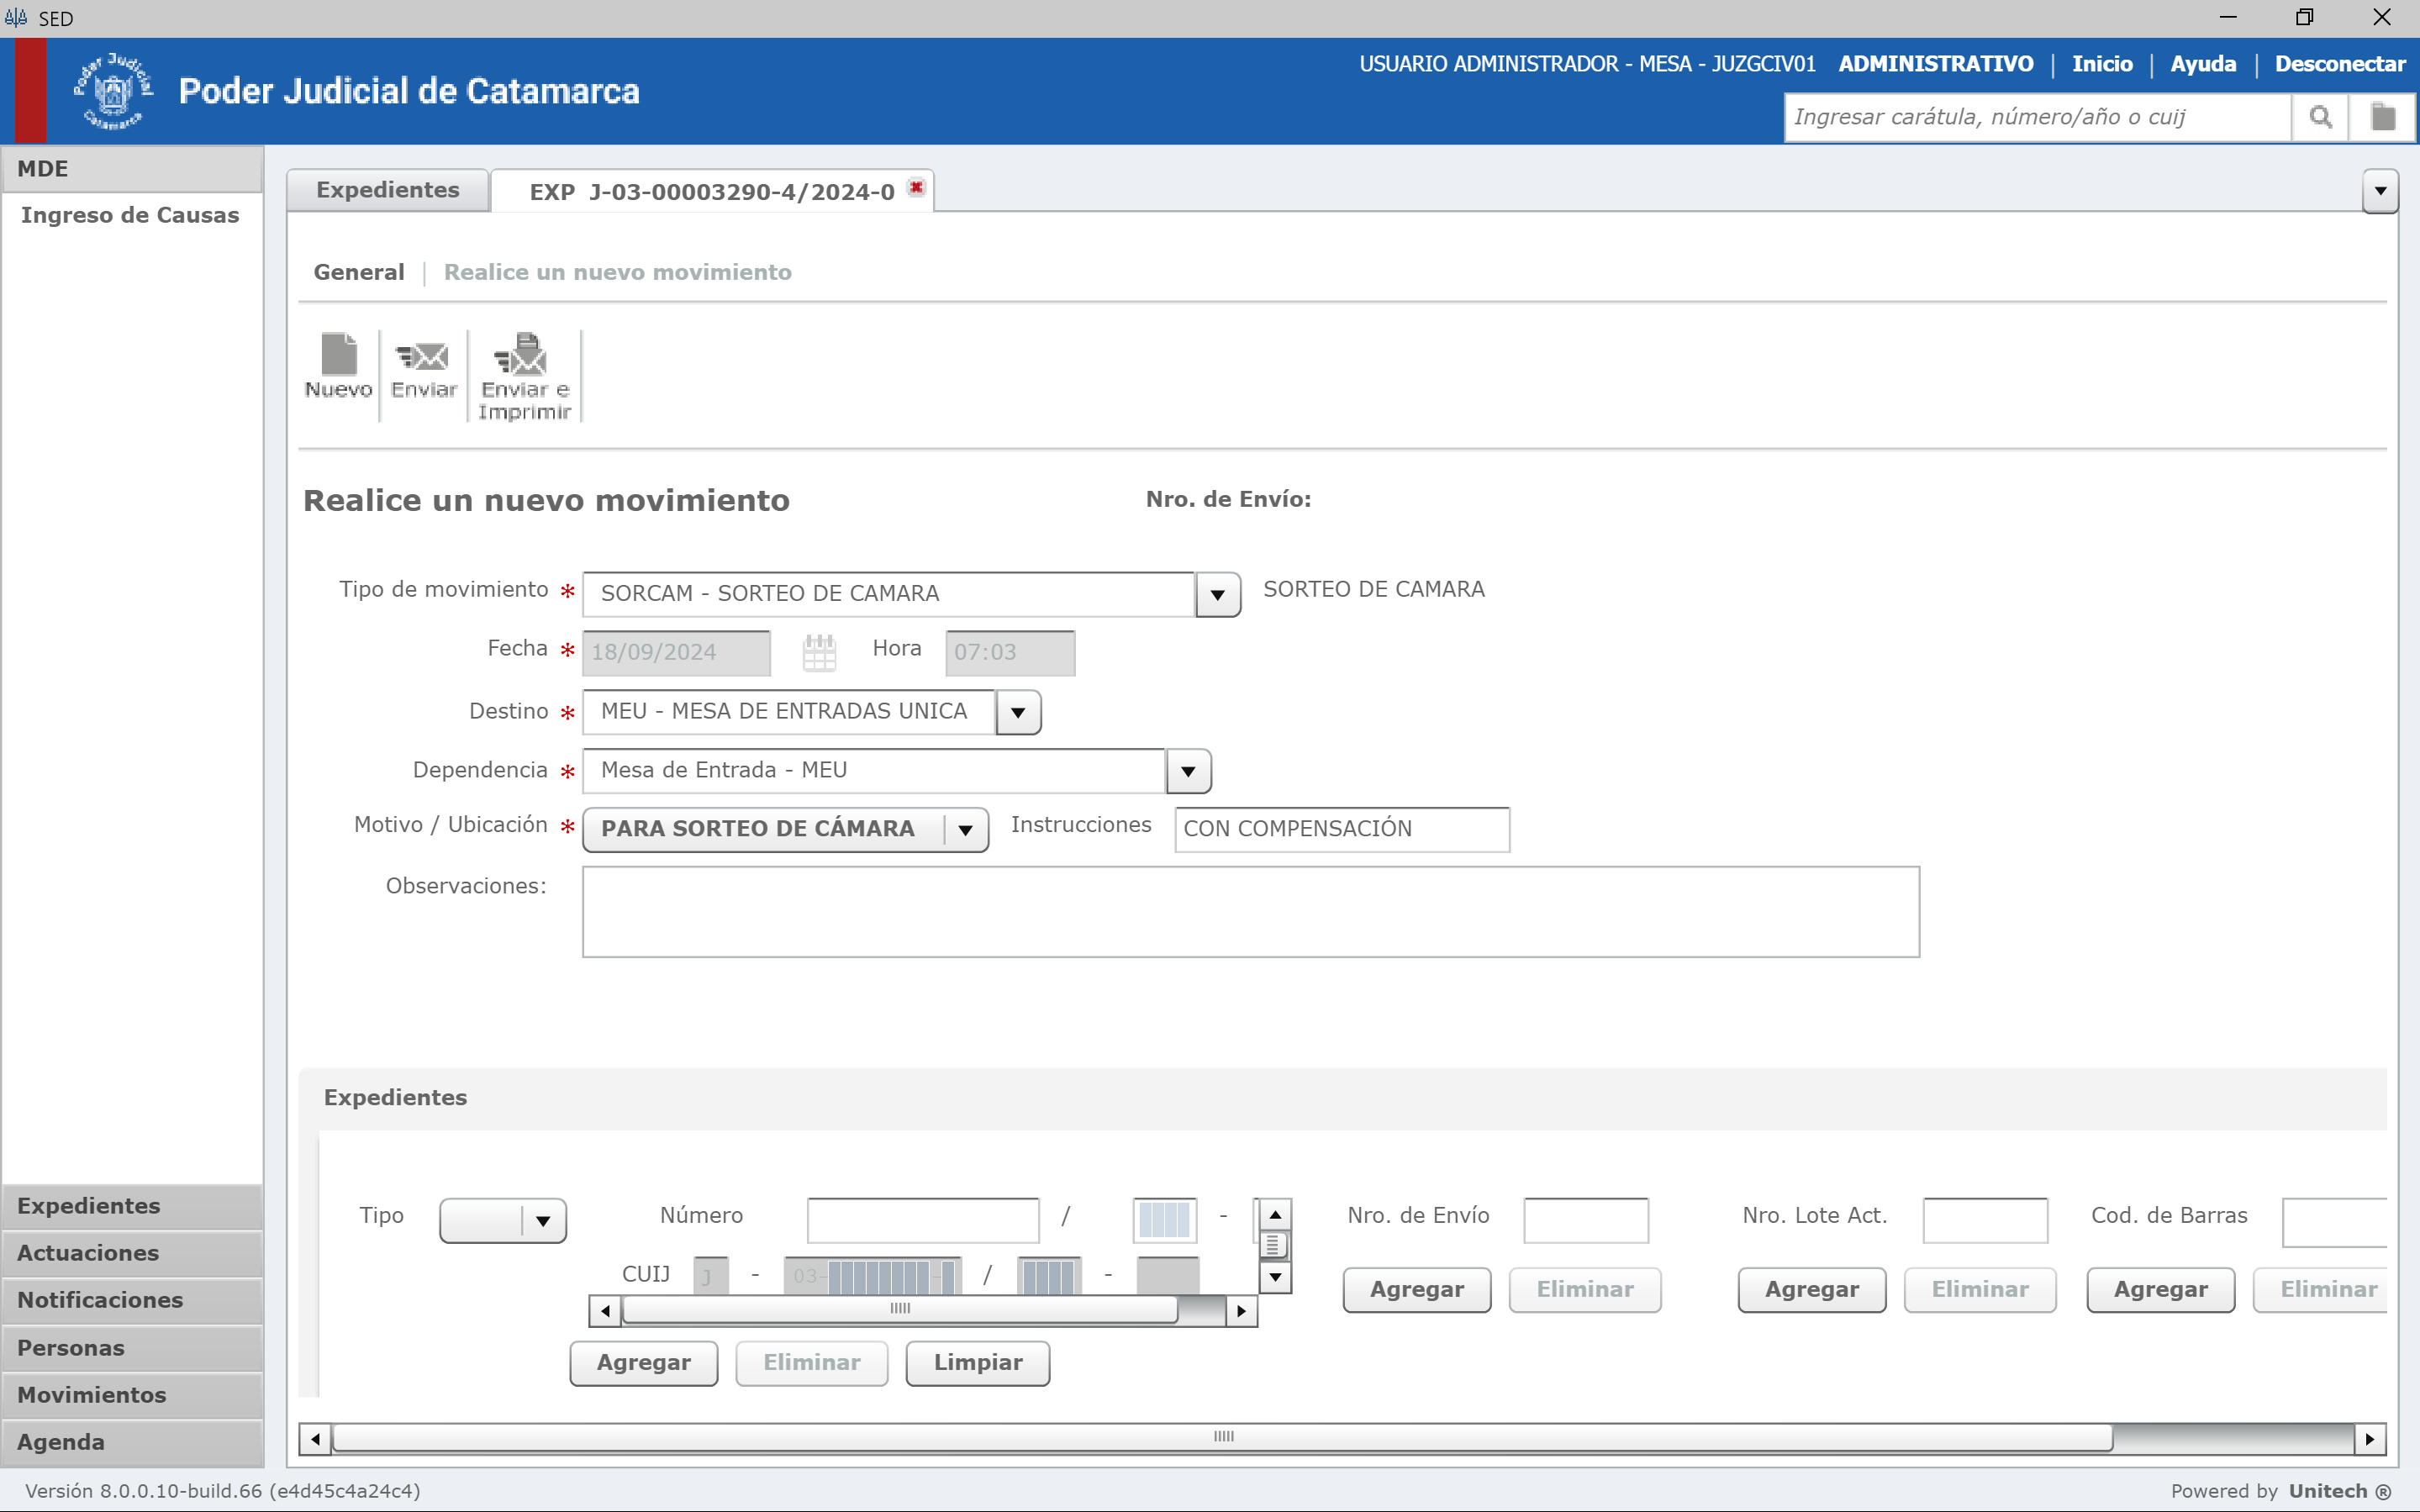 SED
Poder Judicial
Catamarca
Poder Judicial de Catamarca
USUARIO ADMINISTRADOR - MESA - JUZGCIV01 ADMINISTRATIVO | Inicio | Ayuda | Desconectar
Ingresar carátula, número/año o cuij
MDE
Ingreso de Causas
Expedientes
EXP J-03-00003290-4/2024-0
General | Realice un nuevo movimiento
Nuevo
Enviar
Enviar e
Imprimir
Realice un nuevo movimiento
Nro. de Envío:
Tipo de movimiento * SORCAM - SORTEO DE CAMARA SORTEO DE CAMARA
Fecha * 18/09/2024 Hora 07:03
Destino * MEU - MESA DE ENTRADAS UNICA
Dependencia * Mesa de Entrada - MEU
Motivo / Ubicación * PARA SORTEO DE CÁMARA Instrucciones CON COMPENSACIÓN
Observaciones:
Expedientes
Tipo Número / - Nro. de Envío Nro. Lote Act. Cod. de Barras
CUIJ J - 03- - / -
Agregar Eliminar Agregar Eliminar Agregar Eliminar
Agregar Eliminar Limpiar
Expedientes
Actuaciones
Notificaciones
Personas
Movimientos
Agenda
Versión 8.0.0.10-build.66 (e4d45c4a24c4)
Powered by Unitech ®